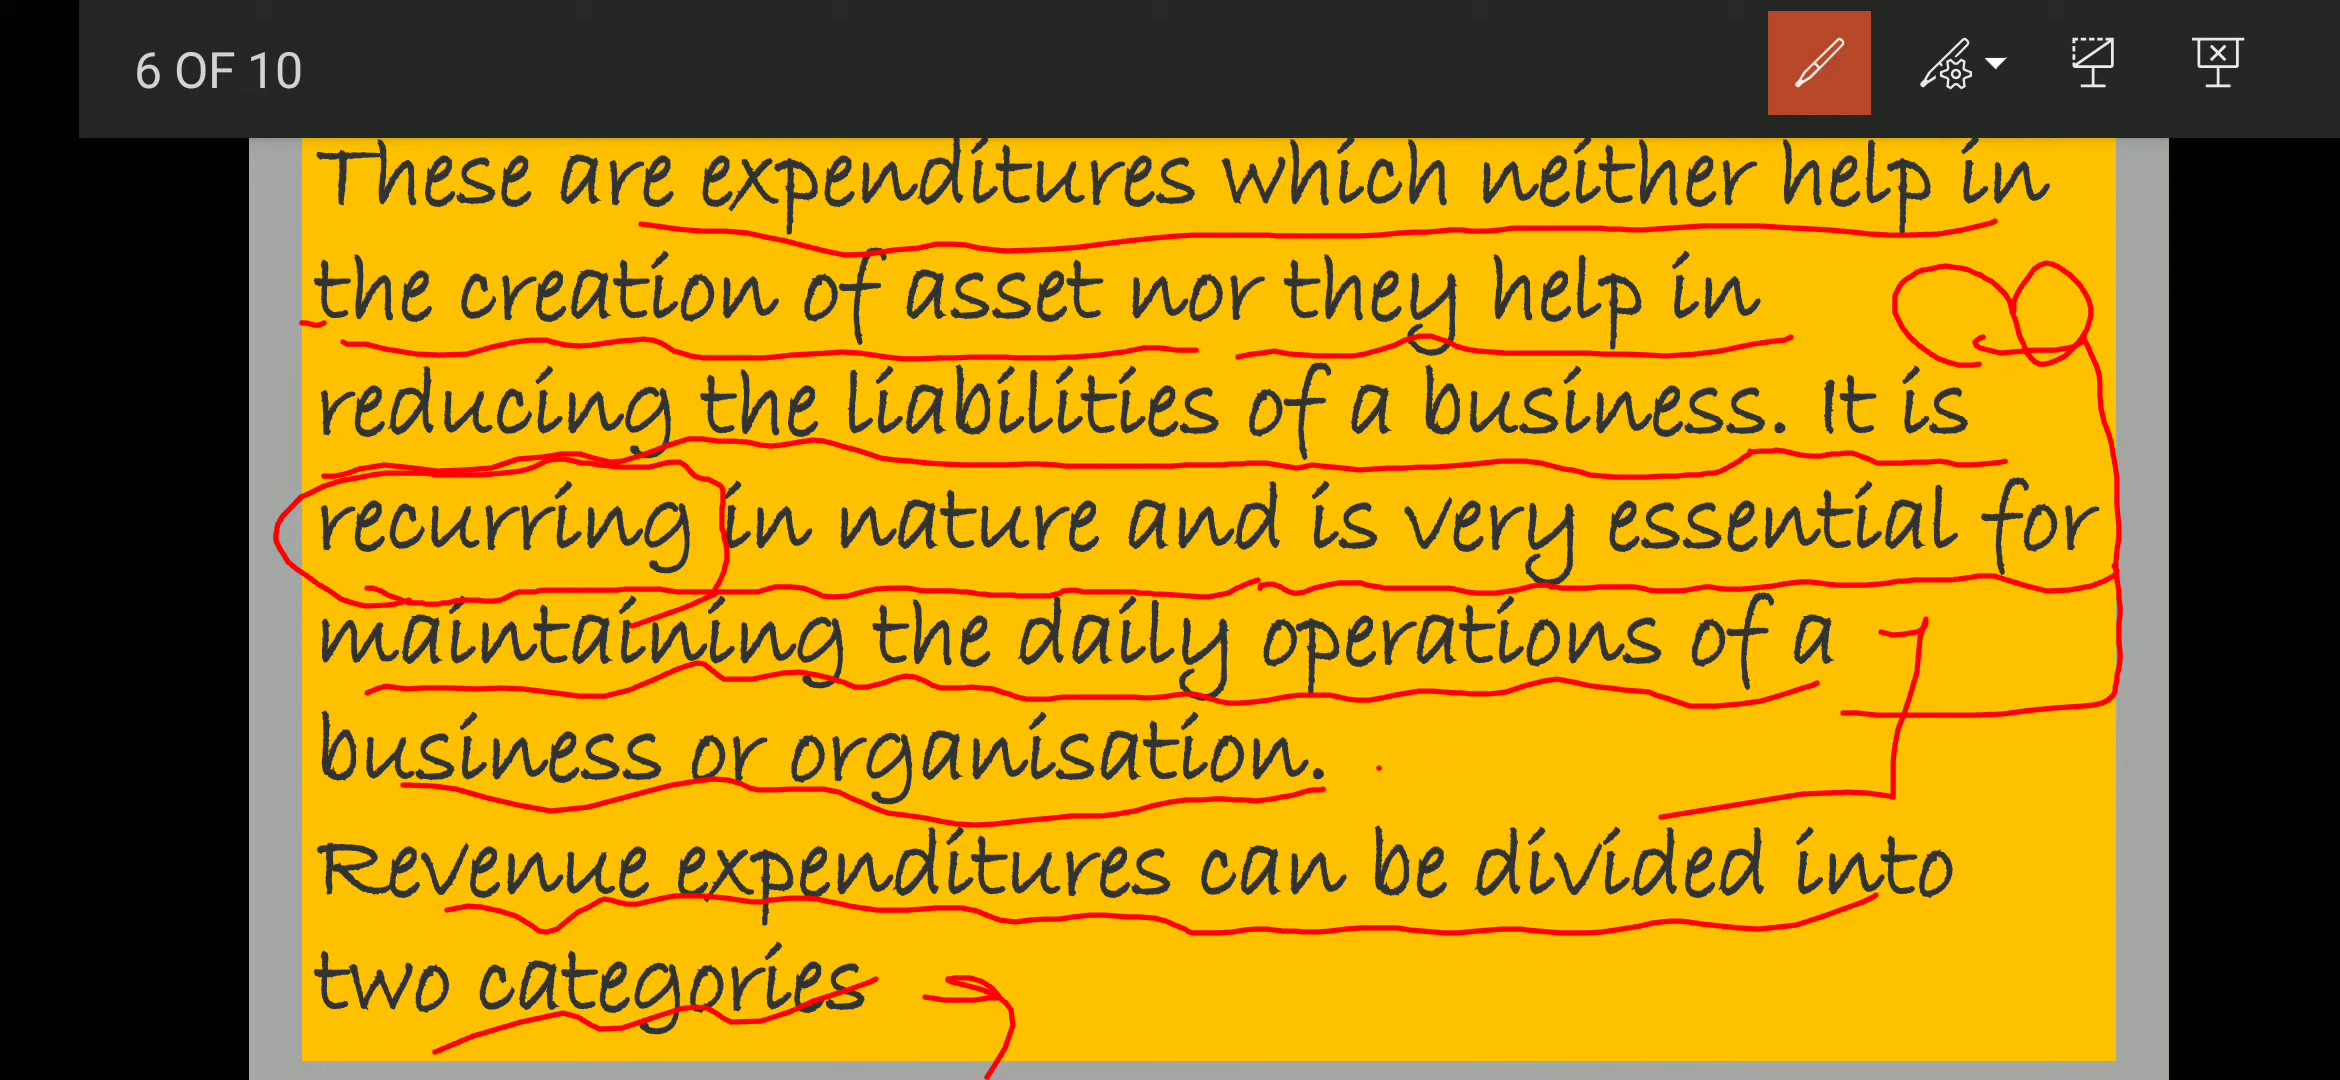 6 OF 10
These are expenditures which neither help in
the creation of asset nor they help in
reducing the liabilities of a business. It is
recurring in nature and is very essential for
maintaining the daily operations of a
business or organisation.
Revenue expenditures can be divided into
two categories